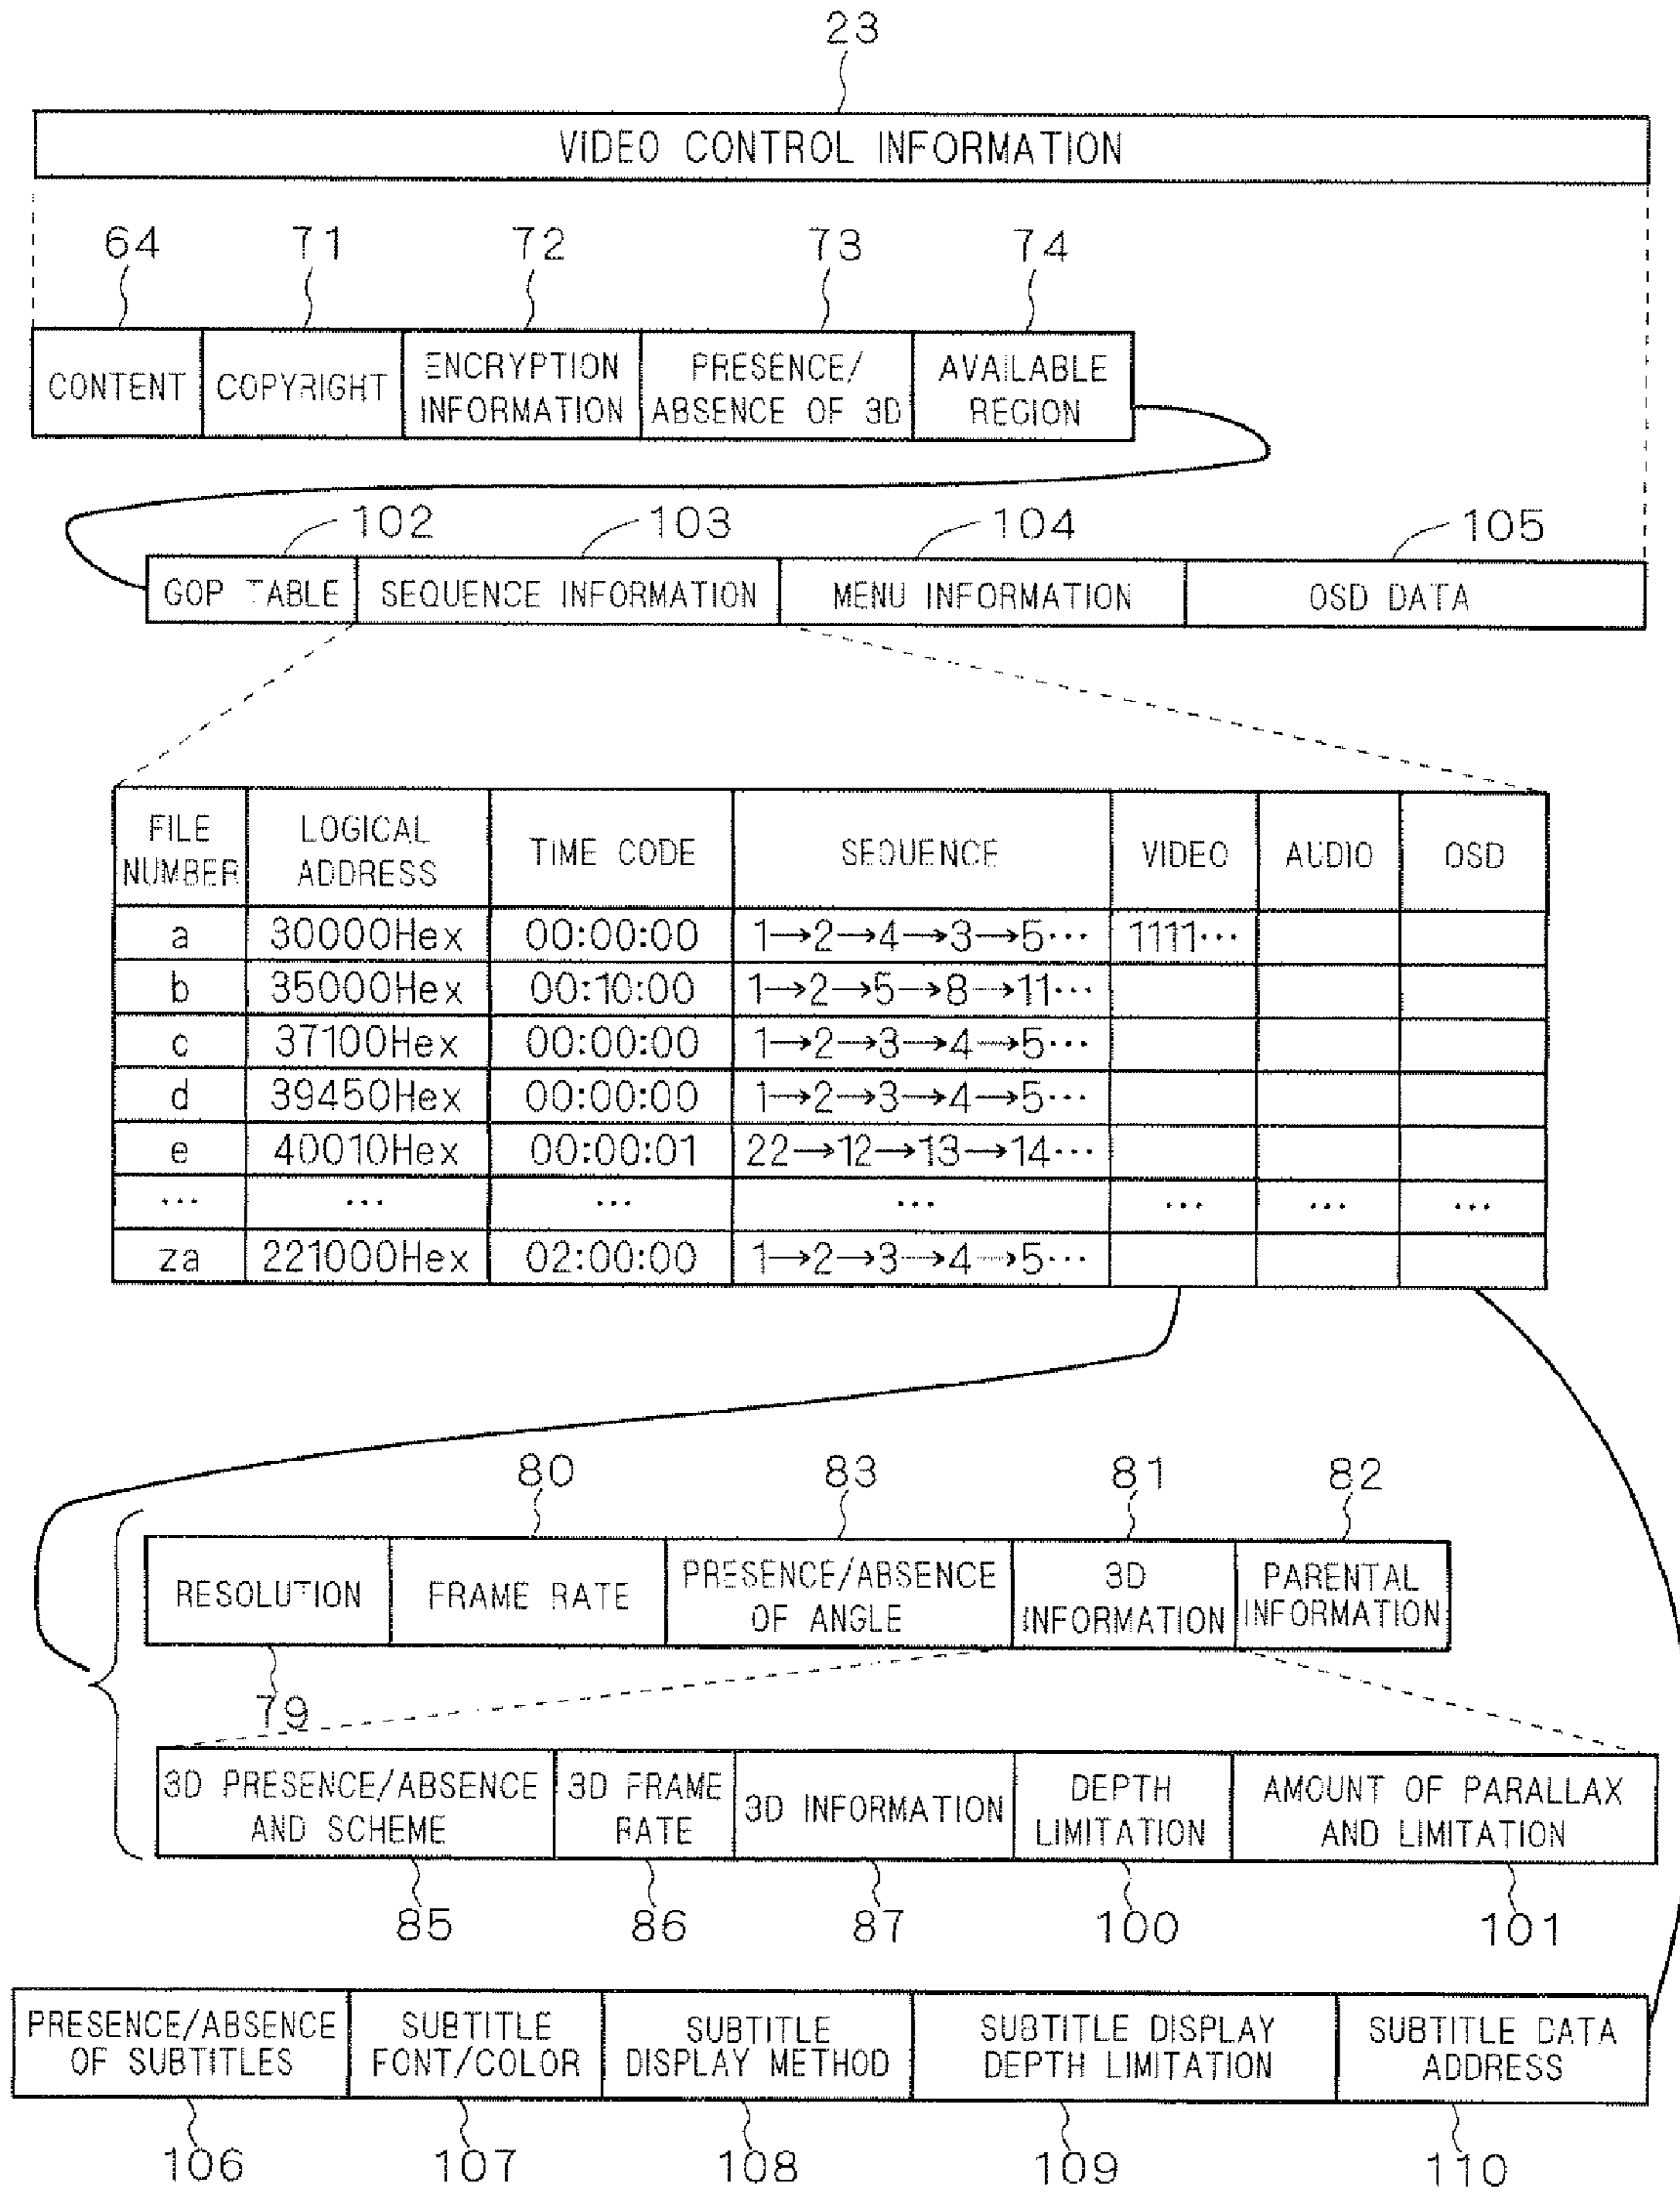 23
VIDEO CONTROL INFORMATION
64 71 72 73 74
CONTENT COPYRIGHT ENCRYPTION INFORMATION PRESENCE/ ABSENCE OF 3D AVAILABLE REGION
102 103 104 105
GOP TABLE SEQUENCE INFORMATION MENU INFORMATION OSD DATA
FILE NUMBER LOGICAL ADDRESS TIME CODE SEQUENCE VIDEO AUDIO OSD
a 30000Hex 00:00:00 1→2→4→3→5··· 1111···
b 35000Hex 00:10:00 1→2→5→8→11···
c 37100Hex 00:00:00 1→2→3→4→5···
d 39450Hex 00:00:00 1→2→3→4→5···
e 40010Hex 00:00:01 22→12→13→14···
··· ··· ··· ··· ··· ··· ···
za 221000Hex 02:00:00 1→2→3→4→5···
80 83 81 82
RESOLUTION FRAME RATE PRESENCE/ABSENCE OF ANGLE 3D INFORMATION PARENTAL INFORMATION
79
3D PRESENCE/ABSENCE AND SCHEME 3D FRAME RATE 3D INFORMATION DEPTH LIMITATION AMOUNT OF PARALLAX AND LIMITATION
85 86 87 100 101
PRESENCE/ABSENCE OF SUBTITLES SUBTITLE FONT/COLOR SUBTITLE DISPLAY METHOD SUBTITLE DISPLAY DEPTH LIMITATION SUBTITLE DATA ADDRESS
106 107 108 109 110